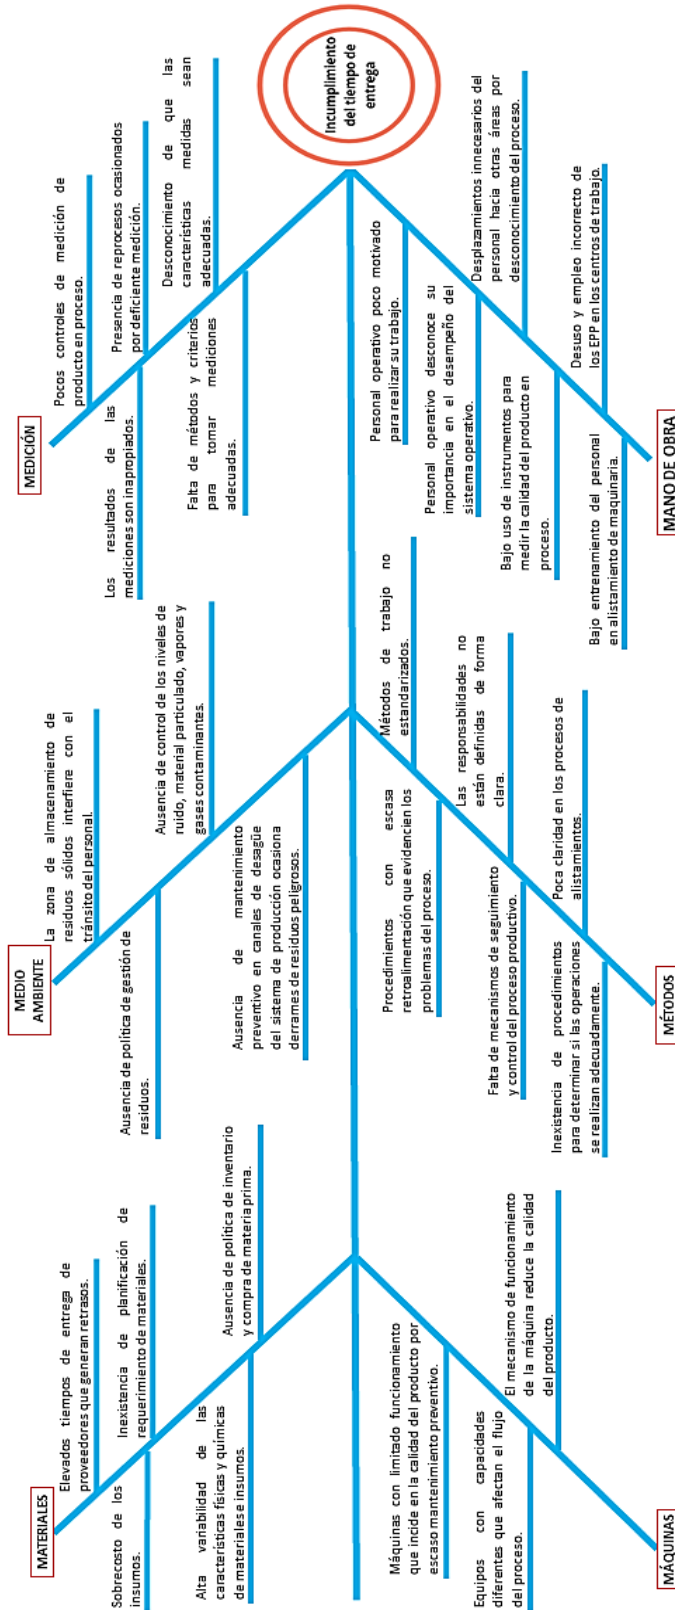 MATERIALES
Elevados tiempos de entrega de
proveedores que generan retrasos.
Sobrecosto de los
insumos.
Inexistencia de planificación de
requerimiento de materiales.
Alta variabilidad de las
características físicas y químicas
de materiales e insumos.
Ausencia de política de inventario
y compra de materia prima.
MEDIO
AMBIENTE
La zona de almacenamiento de
residuos sólidos interfiere con el
tránsito del personal.
Ausencia de política de gestión de
residuos.
Ausencia de control de los niveles de
ruido, material particulado, vapores y
gases contaminantes.
Ausencia de mantenimiento
preventivo en canales de desagüe
del sistema de producción ocasiona
derrames de residuos peligrosos.
MEDICIÓN
Pocos controles de medición de
producto en proceso.
Los resultados de las
mediciones son inapropiados.
Presencia de reprocesos ocasionados
por deficiente medición.
Falta de métodos y criterios
para tomar mediciones
adecuadas.
Desconocimiento de que las
características medidas sean
adecuadas.
Incumplimiento
del tiempo de
entrega
Máquinas con limitado funcionamiento
que incide en la calidad del producto por
escaso mantenimiento preventivo.
Equipos con capacidades
diferentes que afectan el flujo
del proceso.
El mecanismo de funcionamiento
de la máquina reduce la calidad
del producto.
MÁQUINAS
Métodos de trabajo no
estandarizados.
Procedimientos con escasa
retroalimentación que evidencien los
problemas del proceso.
Las responsabilidades no
están definidas de forma
clara.
Falta de mecanismos de seguimiento
y control del proceso productivo.
Poca claridad en los procesos de
alistamientos.
Inexistencia de procedimientos
para determinar si las operaciones
se realizan adecuadamente.
MÉTODOS
Personal operativo poco motivado
para realizar su trabajo.
Personal operativo desconoce su
importancia en el desempeño del
sistema operativo.
Desplazamientos innecesarios del
personal hacia otras áreas por
desconocimiento del proceso.
Bajo uso de instrumentos para
medir la calidad del producto en
proceso.
Desuso y empleo incorrecto de
los EPP en los centros de trabajo.
Bajo entrenamiento del personal
en alistamiento de maquinaria.
MANO DE OBRA